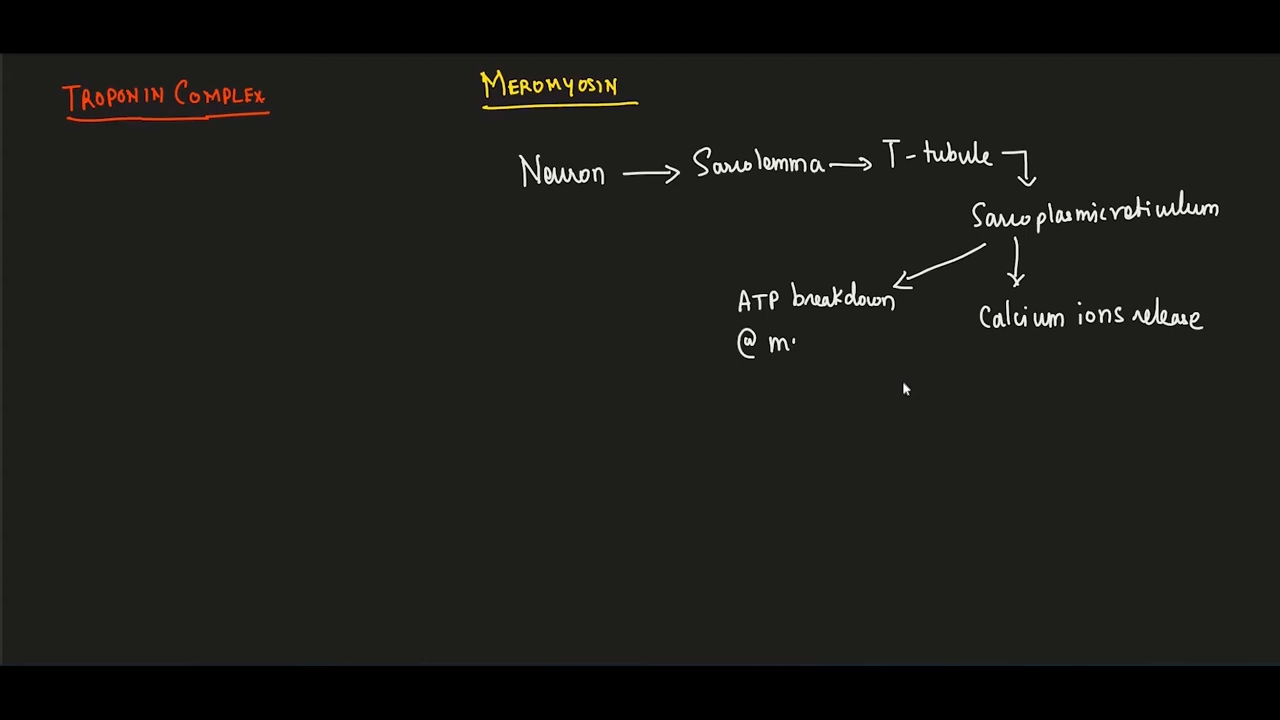 TROPONIN COMPLEX
MEROMYOSIN
Neuron → Sarcolemma → T-tubule
Sarcoplasmic reticulum
ATP breakdown
@ m.
Calcium ions release